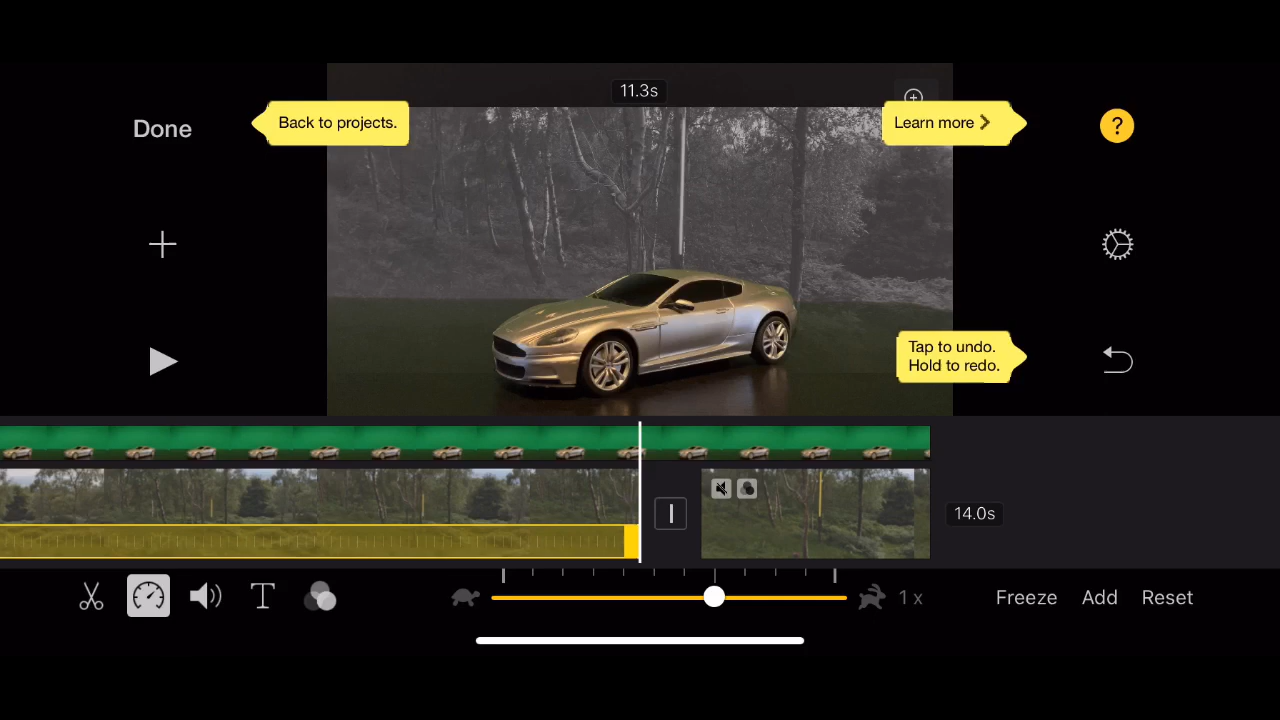 11.3s
Done
Back to projects.
Learn more
?
Tap to undo.
Hold to redo.
14.0s
T
1 x
Freeze
Add
Reset